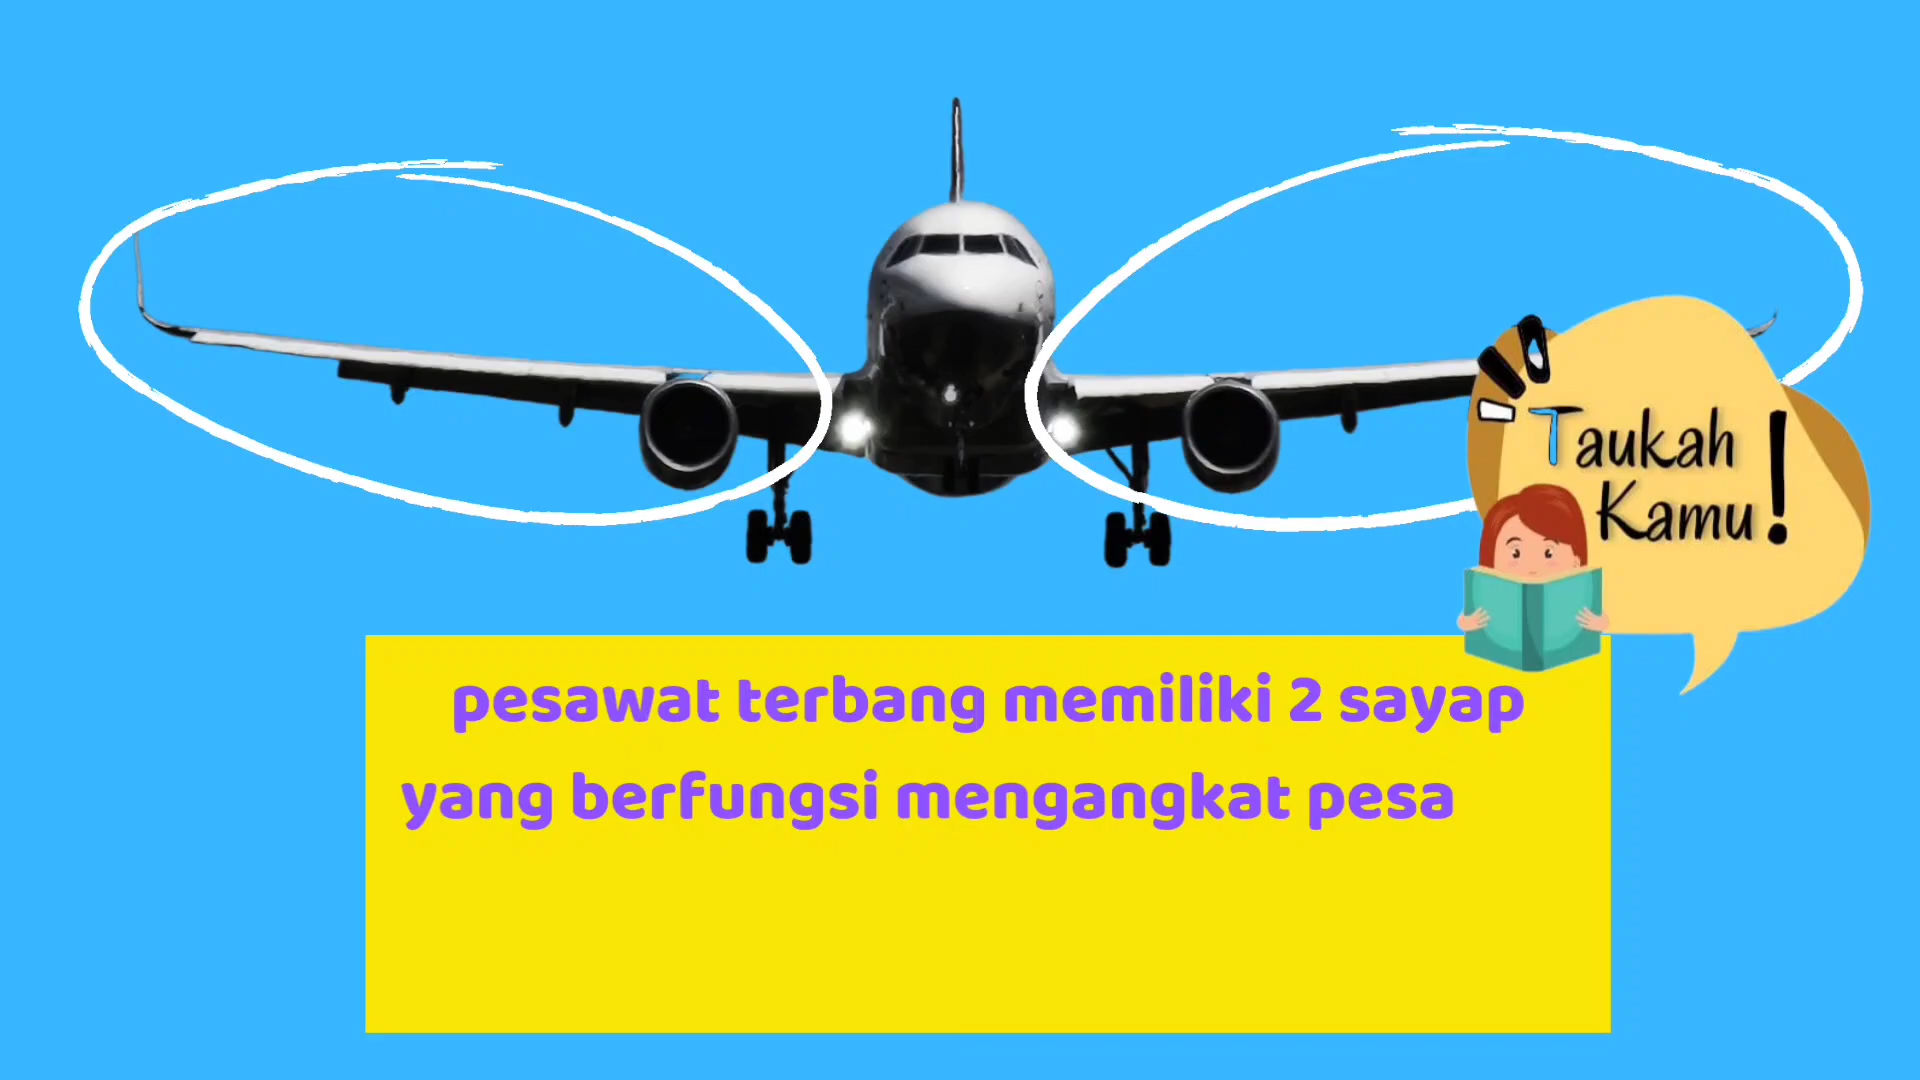 Taukah
Kamu!
pesawat terbang memiliki 2 sayap
yang berfungsi mengangkat pesa